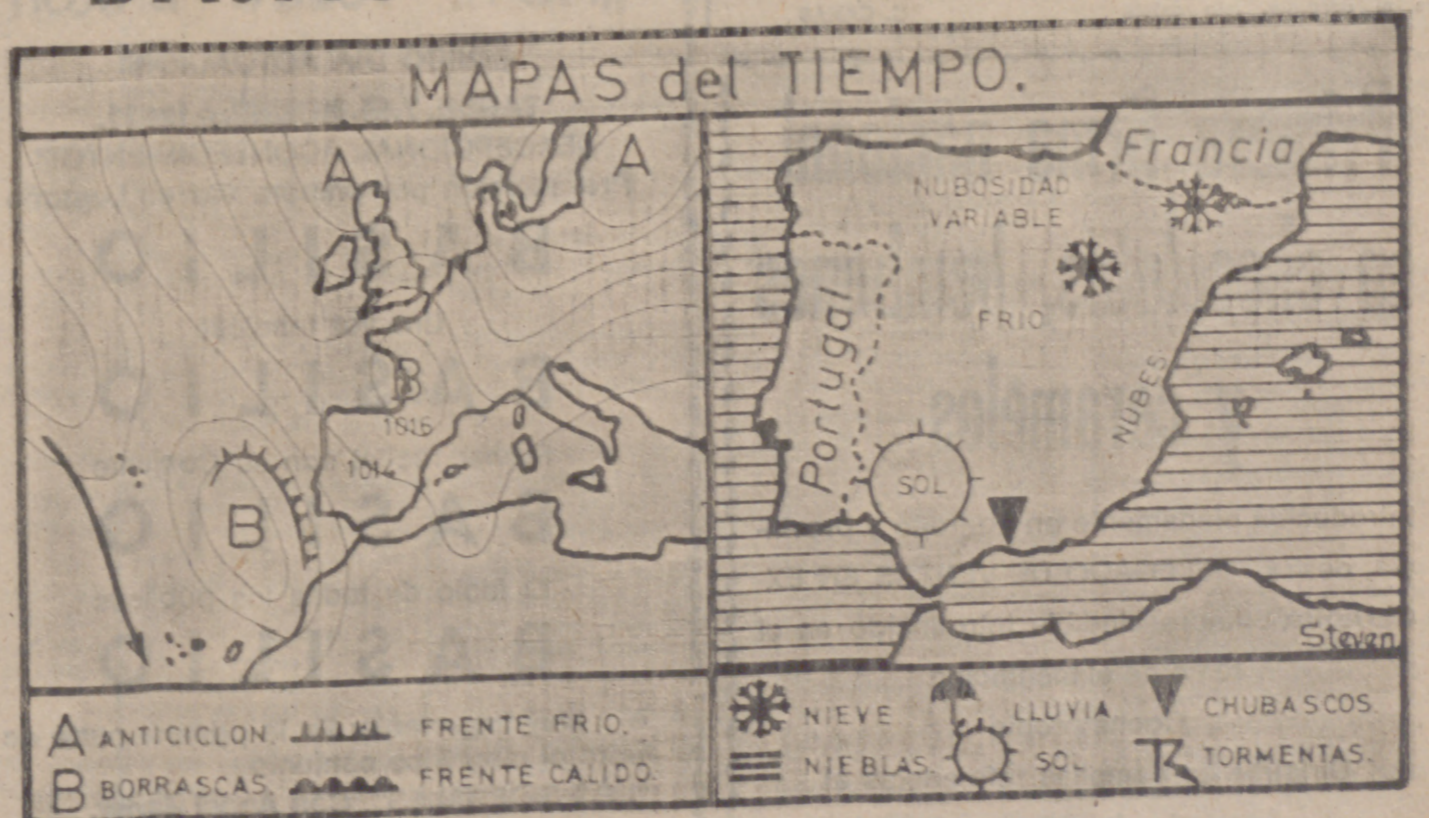 MAPAS del TIEMPO.
A
A
B
1016
1014
B
Francia
NUBOSIDAD
VARIABLE
FRIO
Portugal
NUBES
SOL
Steven
A ANTICICLON. FRENTE FRIO.
B BORRASCAS. FRENTE CALIDO.
NIEVE LLUVIA CHUBASCOS.
NIEBLAS. SOL TORMENTAS.